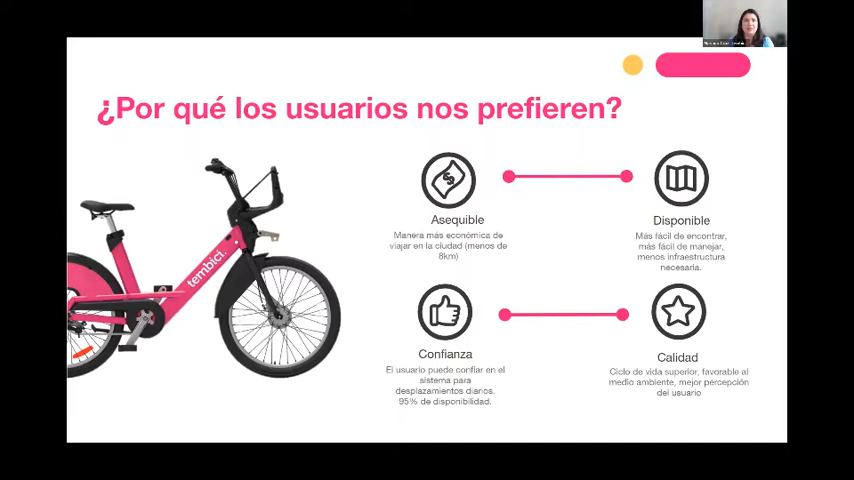 ¿Por qué los usuarios nos prefieren?
tembici.
Asequible
Manera más económica de
viajar en la ciudad (menos de
8km)
Disponible
Más fácil de encontrar,
más fácil de manejar,
menos infraestructura
necesaria.
Confianza
El usuario puede confiar en el
sistema para
desplazamientos diarios.
95% de disponibilidad.
Calidad
Ciclo de vida superior, favorable al
medio ambiente, mejor percepción
del usuario